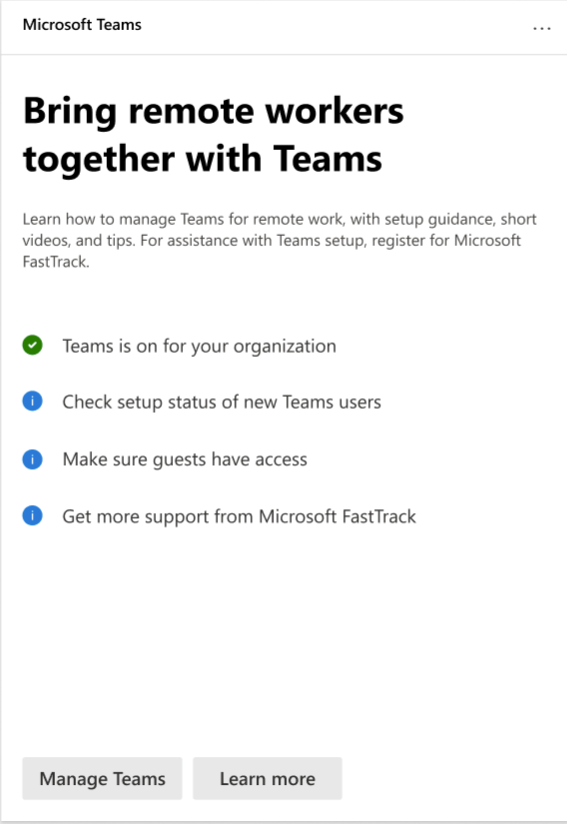 Microsoft Teams
...
Bring remote workers
together with Teams
Learn how to manage Teams for remote work, with setup guidance, short
videos, and tips. For assistance with Teams setup, register for Microsoft
FastTrack.
Teams is on for your organization
Check setup status of new Teams users
Make sure guests have access
Get more support from Microsoft FastTrack
Manage Teams
Learn more